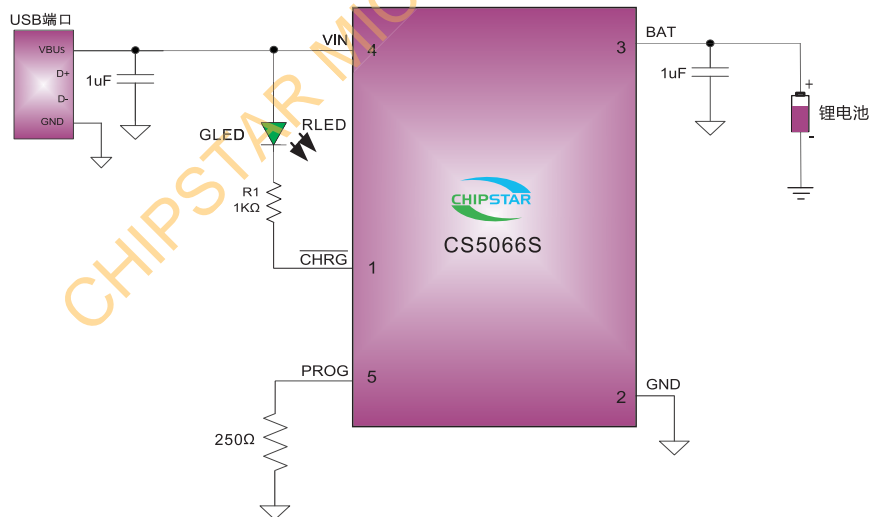 USB端口
VBUs
D+
D-
GND
1uF
VIN
4
GLED
RLED
R1
1KΩ
CHRG
1
PROG
5
250Ω
CHIPSTAR
CS5066S
3
BAT
1uF
+
锂电池
-
2
GND
CHIPSTAR MIC